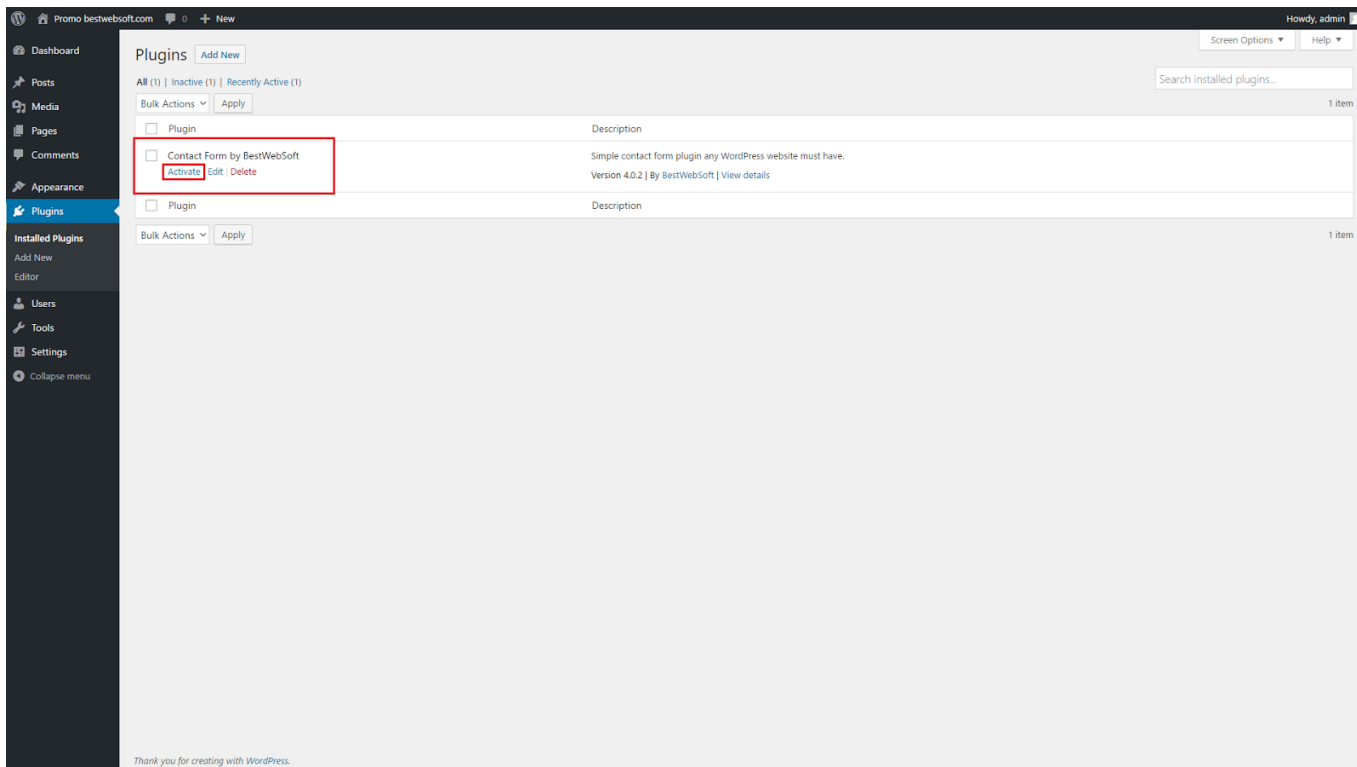 Promo bestwebsoft.com 0 New Howdy, admin
Screen Options Help
Dashboard
Posts
Media
Pages
Comments
Appearance
Plugins
Installed Plugins
Add New
Editor
Users
Tools
Settings
Collapse menu
Plugins Add New
All (1) | Inactive (1) | Recently Active (1)
Search installed plugins...
Bulk Actions Apply 1 item
Plugin Description
Contact Form by BestWebSoft Simple contact form plugin any WordPress website must have.
Activate Edit | Delete Version 4.0.2 | By BestWebSoft | View details
Plugin Description
Bulk Actions Apply 1 item
Thank you for creating with WordPress.